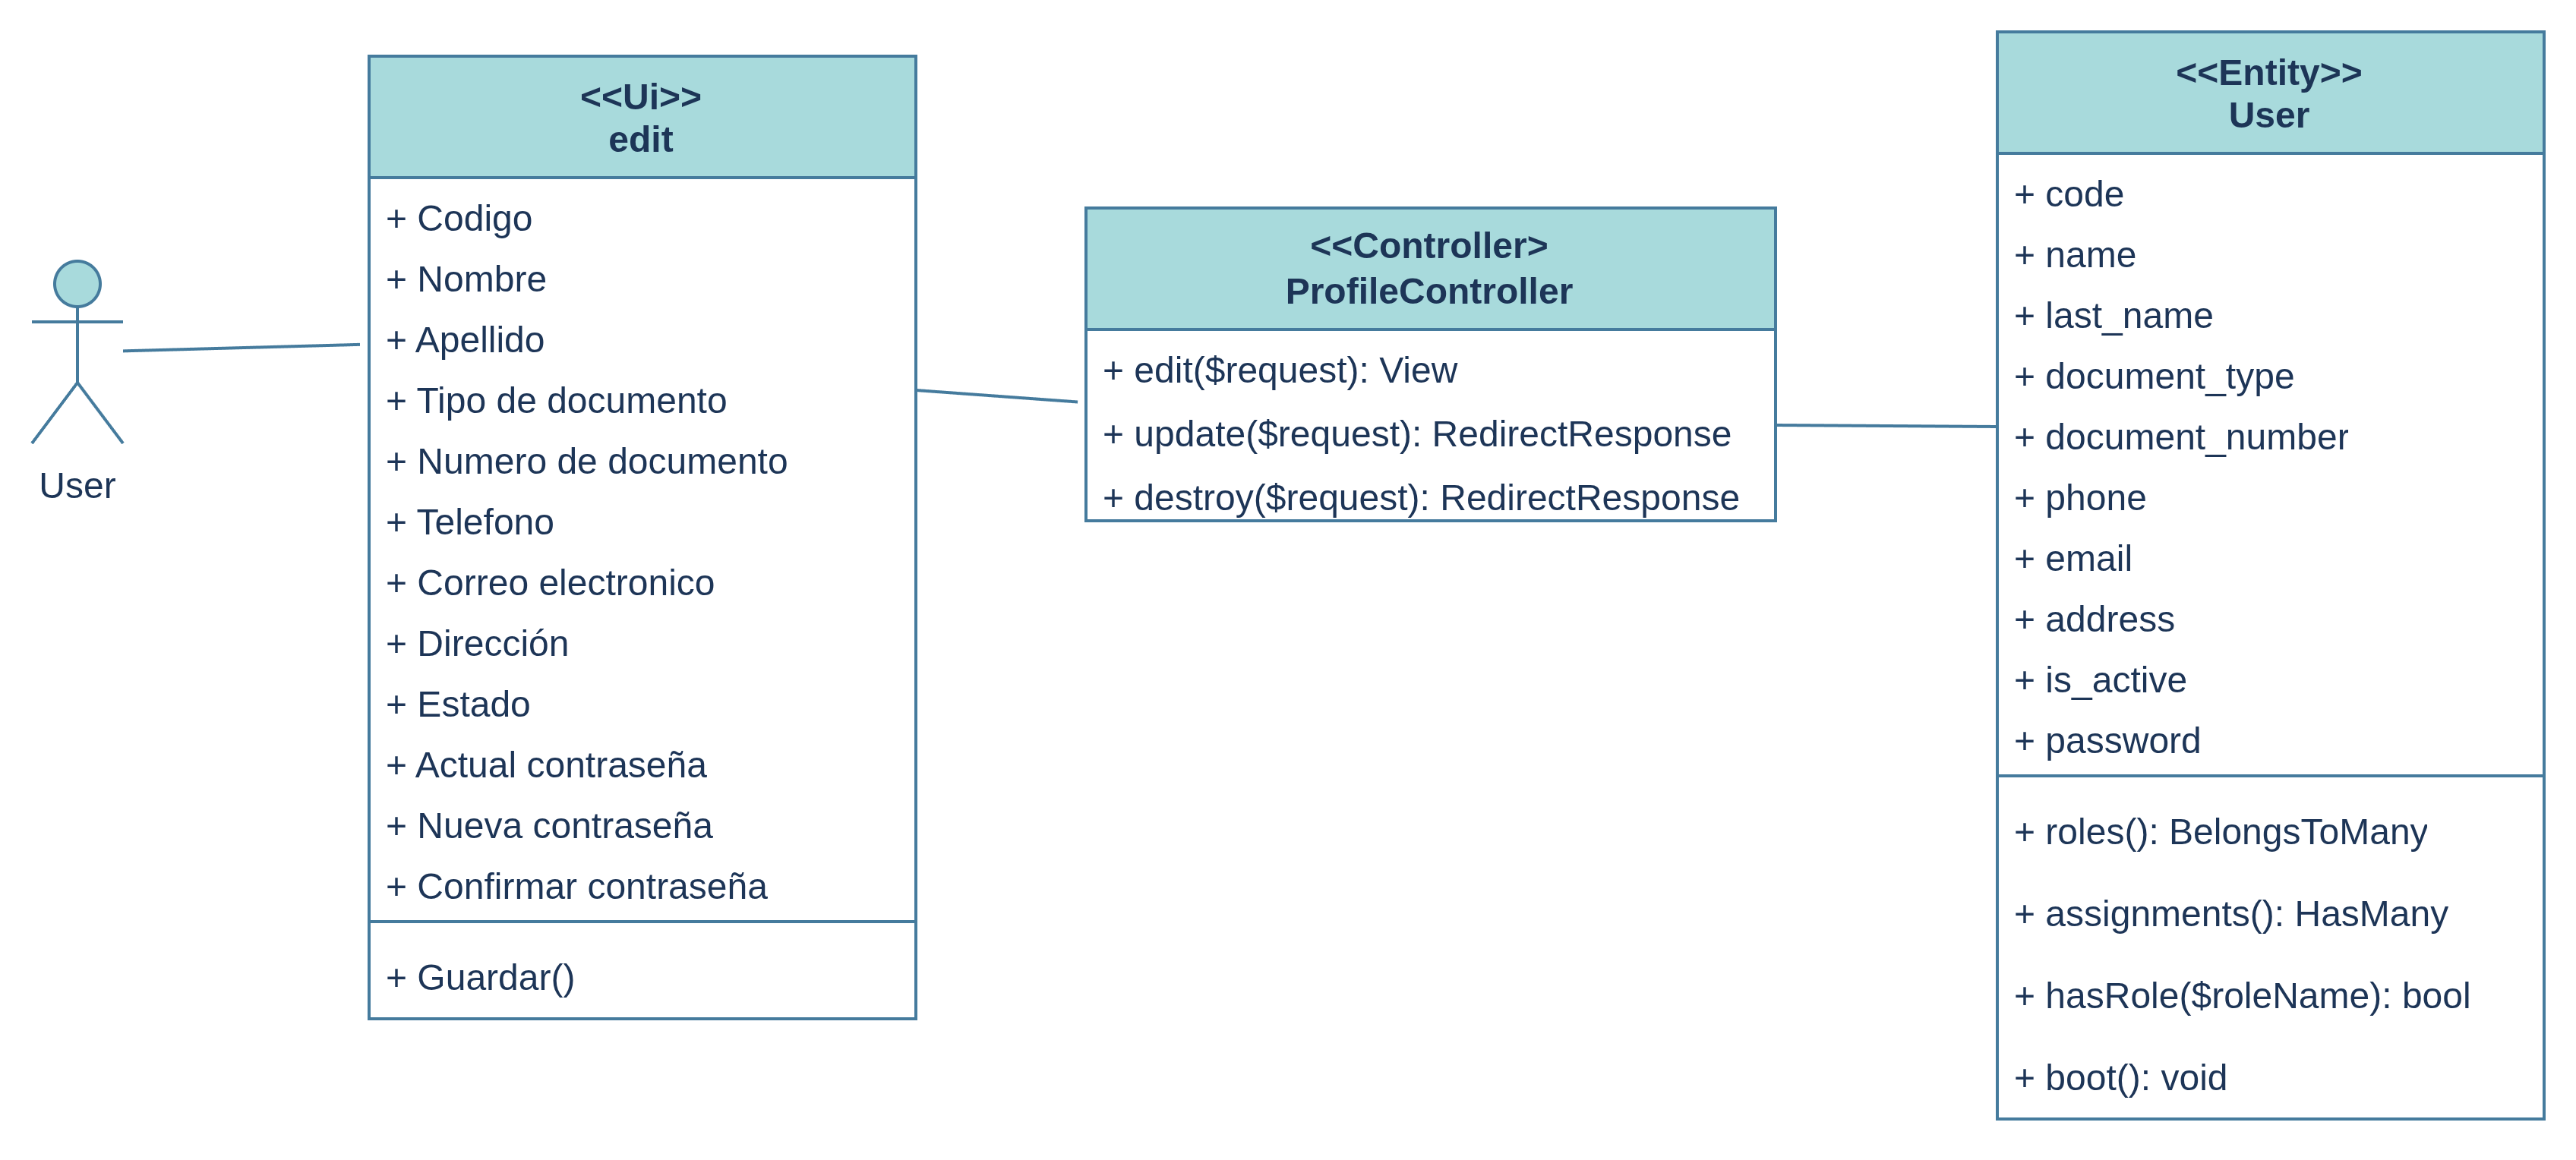 User
<<Ui>>
edit
+ Codigo
+ Nombre
+ Apellido
+ Tipo de documento
+ Numero de documento
+ Telefono
+ Correo electronico
+ Dirección
+ Estado
+ Actual contraseña
+ Nueva contraseña
+ Confirmar contraseña
+ Guardar()
<<Controller>
ProfileController
+ edit($request): View
+ update($request): RedirectResponse
+ destroy($request): RedirectResponse
<<Entity>>
User
+ code
+ name
+ last_name
+ document_type
+ document_number
+ phone
+ email
+ address
+ is_active
+ password
+ roles(): BelongsToMany
+ assignments(): HasMany
+ hasRole($roleName): bool
+ boot(): void